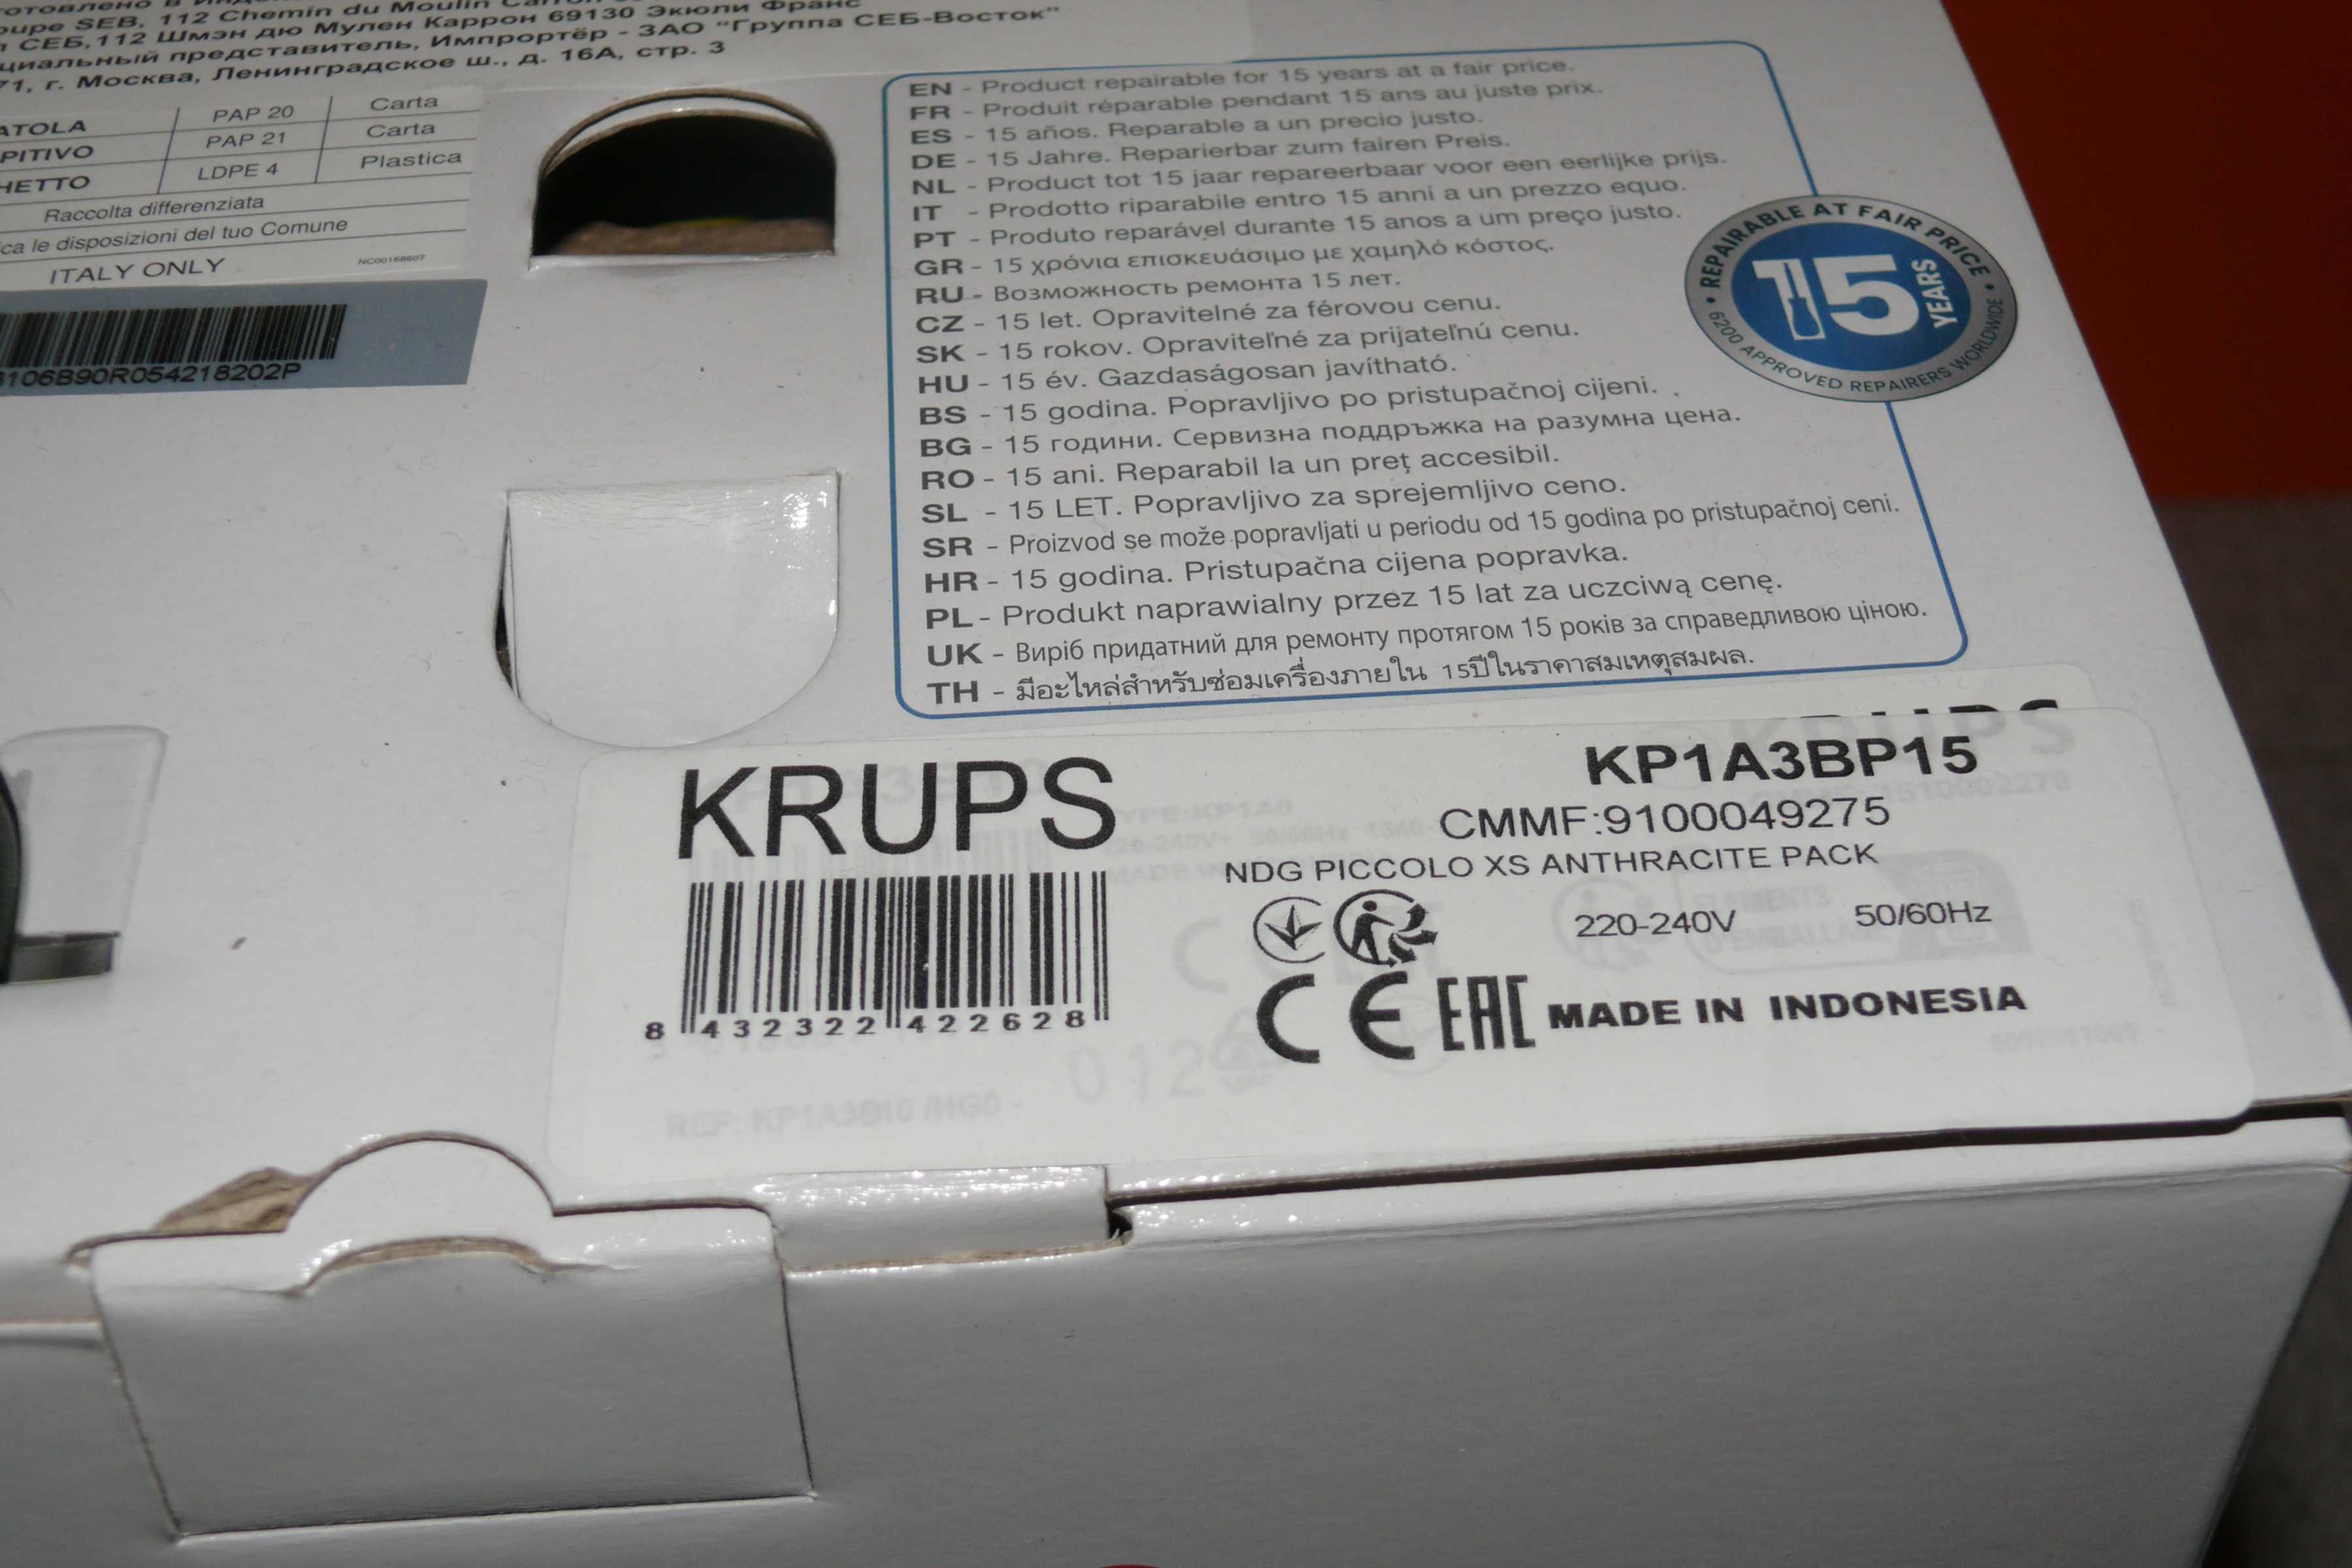 112 Chemin du Moulin
СЕБ, 112 Шмэн дю Мулен Каррон 69130 Экюли Франс
представитель, Импрортёр - ЗАО "Группа СЕБ-Восток"
г. Москва, Ленинградское ш., д. 16А, стр. 3
PAP 20 Carta
PAP 21 Carta
LDPE 4 Plastica
Raccolta differenziata
le disposizioni del tuo Comune
ITALY ONLY NC00168607
106B90R054218202P
EN - Product repairable for 15 years at a fair price.
FR - Produit réparable pendant 15 ans au juste prix.
ES - 15 años. Reparable a un precio justo.
DE - 15 Jahre. Reparierbar zum fairen Preis.
NL - Product tot 15 jaar repareerbaar voor een eerlijke prijs.
IT - Prodotto riparabile entro 15 anni a un prezzo equo.
PT - Produto reparável durante 15 anos a um preço justo.
GR - 15 χρόνια επισκευάσιμο με χαμηλό κόστος.
RU - Возможность ремонта 15 лет.
CZ - 15 let. Opravitelné za férovou cenu.
SK - 15 rokov. Opraviteľné za prijateľnú cenu.
HU - 15 év. Gazdaságosan javítható.
BS - 15 godina. Popravljivo po pristupačnoj cijeni.
BG - 15 години. Сервизна поддръжка на разумна цена.
RO - 15 ani. Reparabil la un preț accesibil.
SL - 15 LET. Popravljivo za sprejemljivo ceno.
SR - Proizvod se može popravljati u periodu od 15 godina po pristupačnoj ceni.
HR - 15 godina. Pristupačna cijena popravka.
PL - Produkt naprawialny przez 15 lat za uczciwą cenę.
UK - Виріб придатний для ремонту протягом 15 років за справедливою ціною.
TH - มีอะไหล่สำหรับซ่อมเครื่องภายใน 15ปีในราคาสมเหตุสมผล.
• REPAIRABLE AT FAIR PRICE •
15 YEARS
6200 APPROVED REPAIRERS WORLDWIDE
KRUPS
KP1A3BP15
CMMF:9100049275
NDG PICCOLO XS ANTHRACITE PACK
220-240V 50/60Hz
CE EAC MADE IN INDONESIA
8 432322 422628
REF: KP1A3B10 /HG0 -